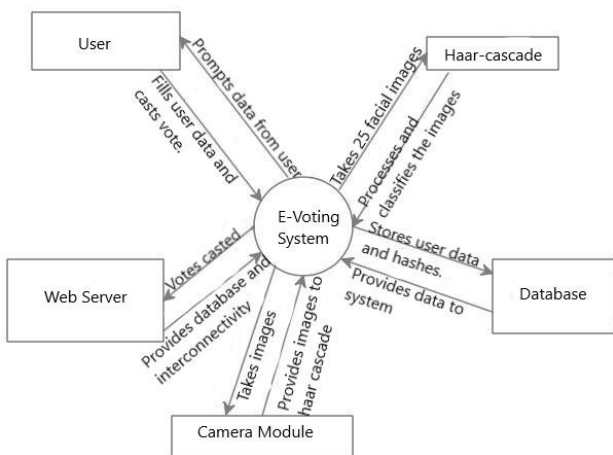 User
Haar-cascade
Prompts data from user
Fills user data and
casts vote.
Takes 25 facial images
Processes and
classifies the images
E-Voting
System
Votes casted
Stores user data
and hashes.
Web Server
Provides database and
interconnectivity
Provides data to
system
Database
Takes images
Provides images to
haar cascade
Camera Module